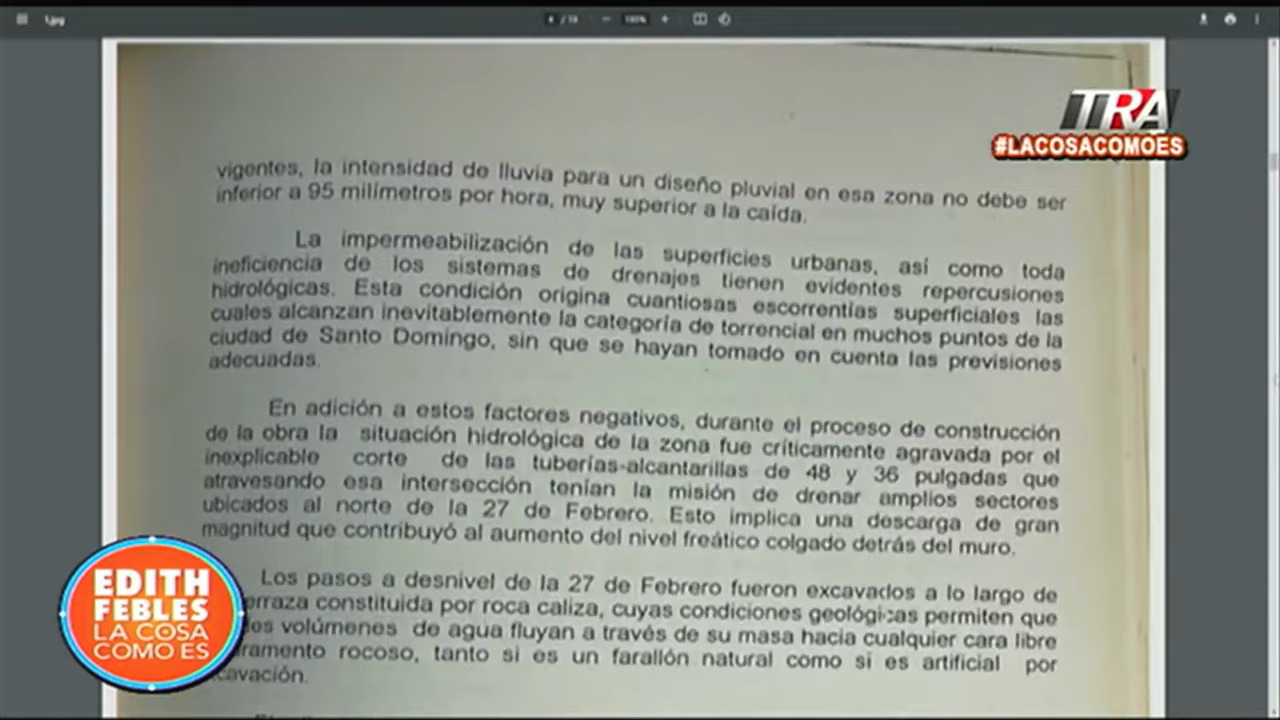 1.jpg
4 / 19
100%
TRA
#LACOSACOMOES
vigentes, la intensidad de lluvia para un diseño pluvial en esa zona no debe ser
inferior a 95 milímetros por hora, muy superior a la caída.
La impermeabilización de las superficies urbanas, así como toda
ineficiencia de los sistemas de drenajes tienen evidentes repercusiones
hidrológicas. Esta condición origina cuantiosas escorrentías superficiales las
cuales alcanzan inevitablemente la categoría de torrencial en muchos puntos de la
ciudad de Santo Domingo, sin que se hayan tomado en cuenta las previsiones
adecuadas.
En adición a estos factores negativos, durante el proceso de construcción
de la obra la situación hidrológica de la zona fue críticamente agravada por el
inexplicable corte de las tuberías-alcantarillas de 48 y 36 pulgadas que
atravesando esa intersección tenían la misión de drenar amplios sectores
ubicados al norte de la 27 de Febrero. Esto implica una descarga de gran
magnitud que contribuyó al aumento del nivel freático colgado detrás del muro.
Los pasos a desnivel de la 27 de Febrero fueron excavados a lo largo de
erraza constituida por roca caliza, cuyas condiciones geológicas permiten que
des volúmenes de agua fluyan a través de su masa hacia cualquier cara libre
ramento rocoso, tanto si es un farallón natural como si es artificial por
cavación.
EDITH
FEBLES
LA COSA
COMO ES